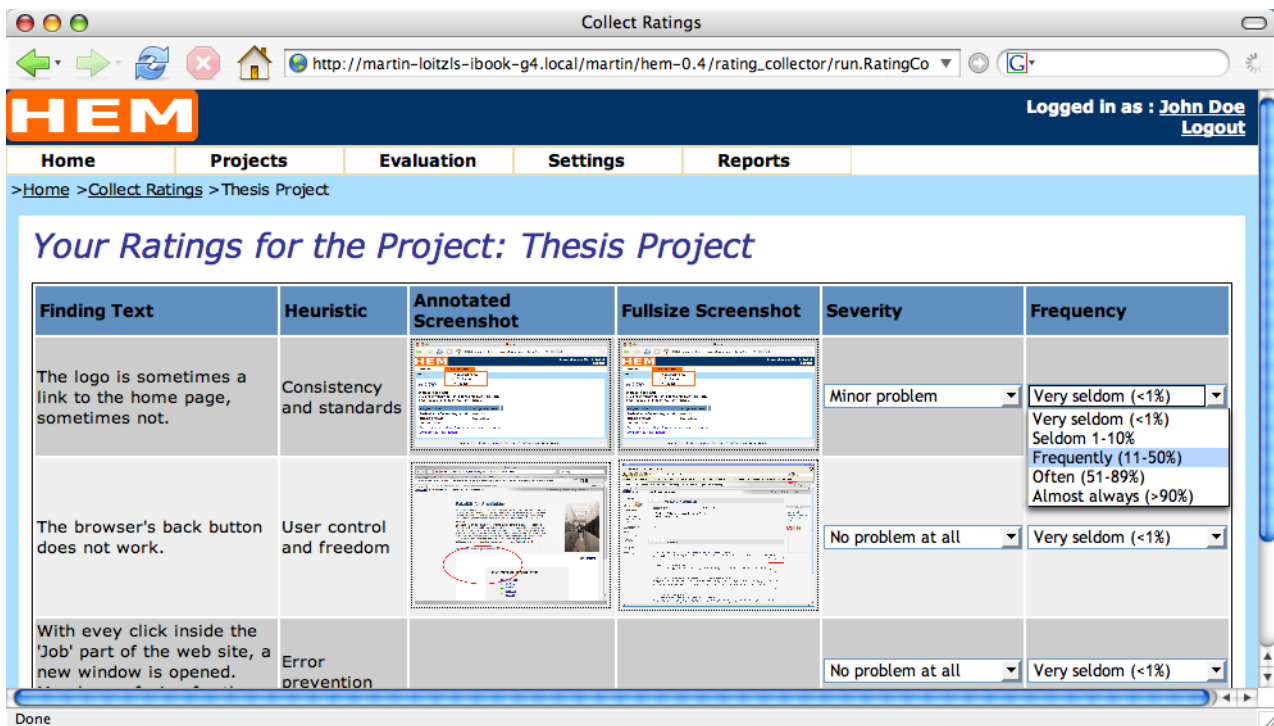 Collect Ratings
http://martin-loitzls-ibook-g4.local/martin/hem-0.4/rating_collector/run.RatingCo
G
HEM
Logged in as : John Doe
Logout
Home Projects Evaluation Settings Reports
>Home >Collect Ratings >Thesis Project
Your Ratings for the Project: Thesis Project
Finding Text Heuristic Annotated Screenshot Fullsize Screenshot Severity Frequency
The logo is sometimes a
link to the home page,
sometimes not.
Consistency
and standards
HEM
HEM
Minor problem
Very seldom (<1%)
Very seldom (<1%)
Seldom 1-10%
Frequently (11-50%)
Often (51-89%)
Almost always (>90%)
The browser's back button
does not work.
User control
and freedom
No problem at all
Very seldom (<1%)
With evey click inside the
'Job' part of the web site, a
new window is opened.
Error
prevention
No problem at all
Very seldom (<1%)
Done